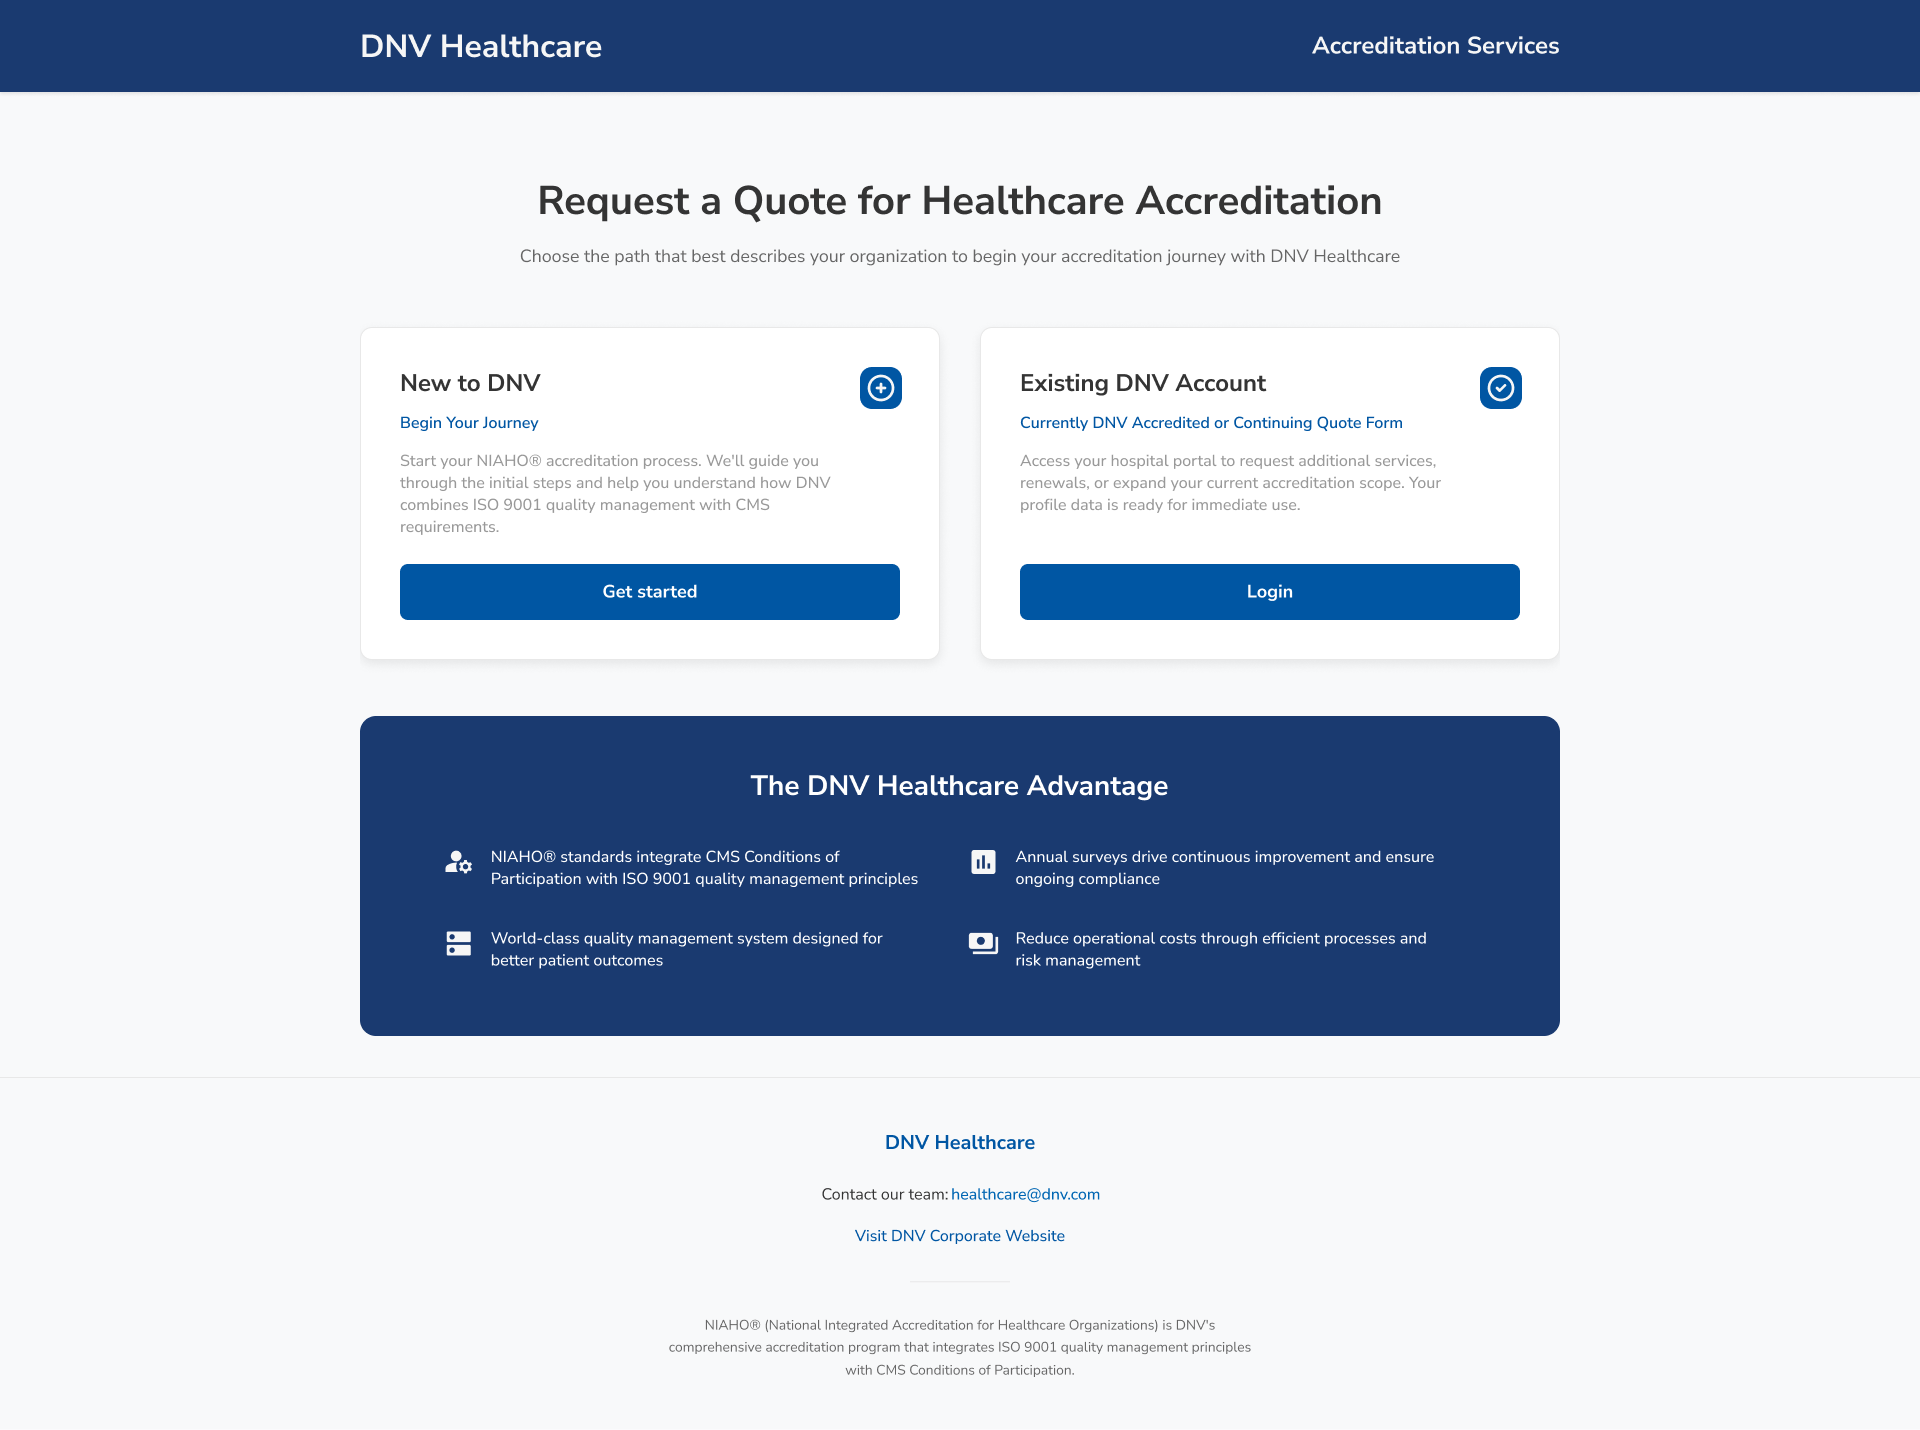 DNV Healthcare
Accreditation Services
Request a Quote for Healthcare Accreditation
Choose the path that best describes your organization to begin your accreditation journey with DNV Healthcare
New to DNV
Begin Your Journey
Start your NIAHO® accreditation process. We'll guide you
through the initial steps and help you understand how DNV
combines ISO 9001 quality management with CMS
requirements.
Get started
Existing DNV Account
Currently DNV Accredited or Continuing Quote Form
Access your hospital portal to request additional services,
renewals, or expand your current accreditation scope. Your
profile data is ready for immediate use.
Login
The DNV Healthcare Advantage
NIAHO® standards integrate CMS Conditions of
Participation with ISO 9001 quality management principles
Annual surveys drive continuous improvement and ensure
ongoing compliance
World-class quality management system designed for
better patient outcomes
Reduce operational costs through efficient processes and
risk management
DNV Healthcare
Contact our team: healthcare@dnv.com
Visit DNV Corporate Website
NIAHO® (National Integrated Accreditation for Healthcare Organizations) is DNV's
comprehensive accreditation program that integrates ISO 9001 quality management principles
with CMS Conditions of Participation.